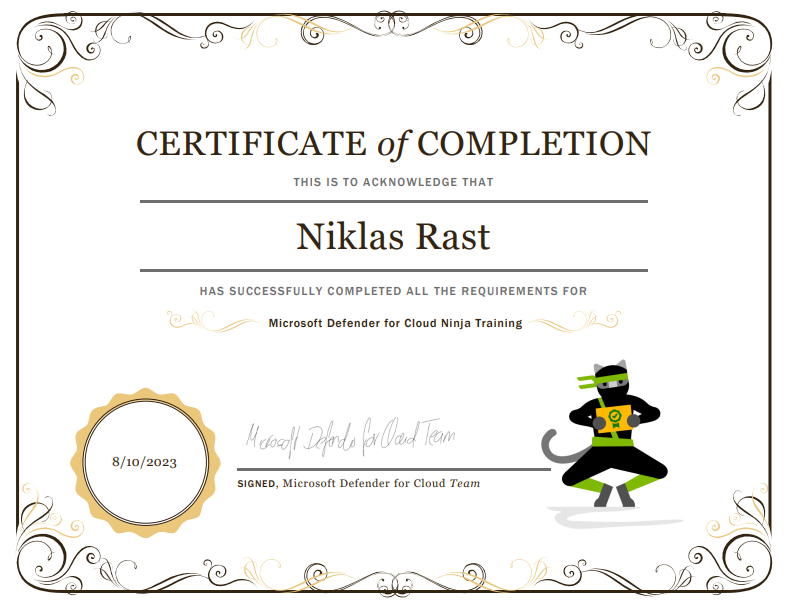 CERTIFICATE of COMPLETION
THIS IS TO ACKNOWLEDGE THAT
Niklas Rast
HAS SUCCESSFULLY COMPLETED ALL THE REQUIREMENTS FOR
Microsoft Defender for Cloud Ninja Training
8/10/2023
Microsoft Defender for Cloud Team
SIGNED, Microsoft Defender for Cloud Team